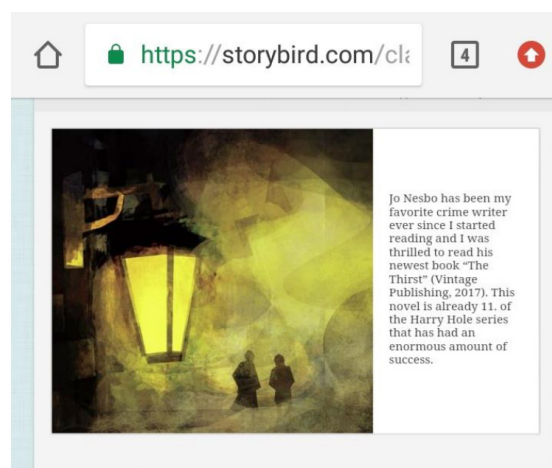 https://storybird.com/cla
4
Jo Nesbo has been my
favorite crime writer
ever since I started
reading and I was
thrilled to read his
newest book “The
Thirst” (Vintage
Publishing, 2017). This
novel is already 11. of
the Harry Hole series
that has had an
enormous amount of
success.